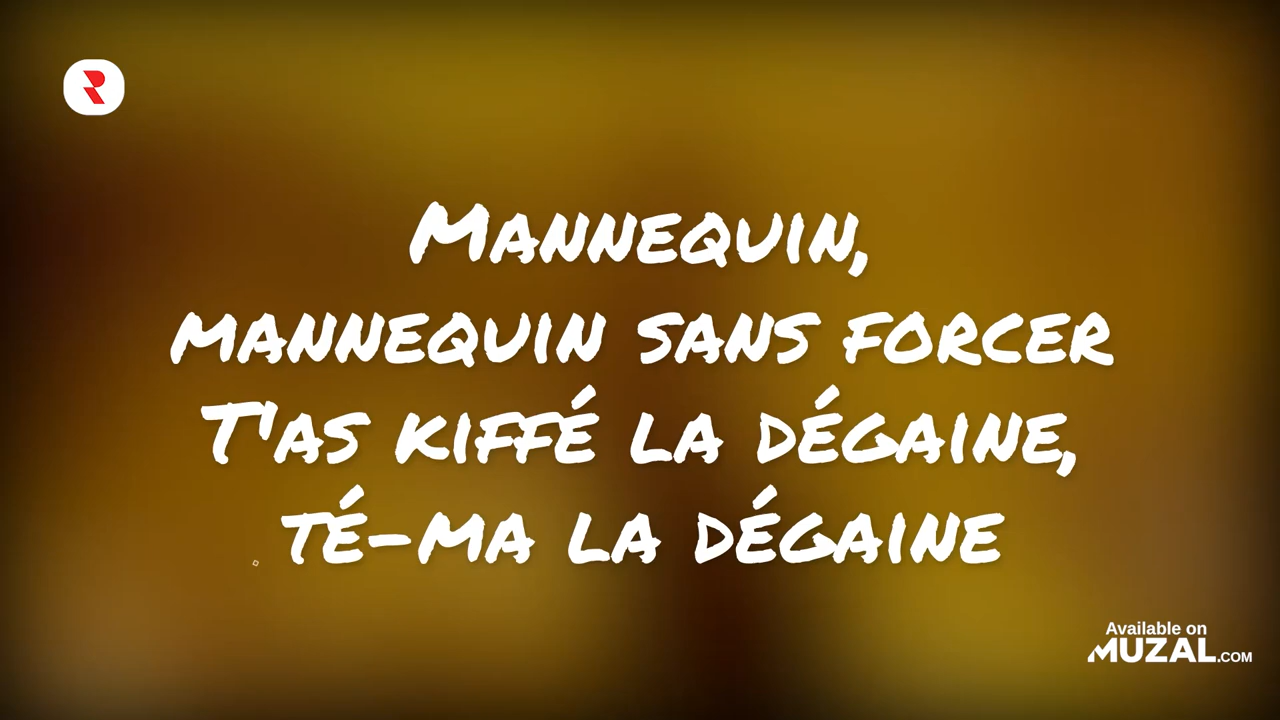 Mannequin,
mannequin sans forcer
T'as kiffé la dégaine,
té-ma la dégaine
Available on
MUZAL.COM